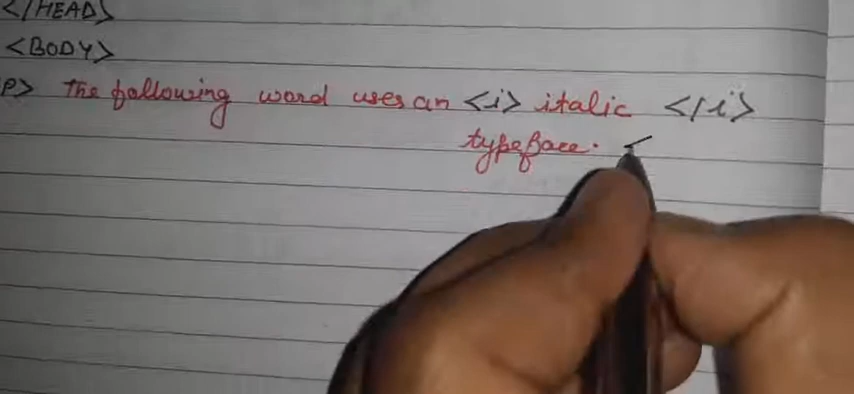 </HEAD>
<BODY>
P> The following word uses an <i> italic </i>
typeface. <